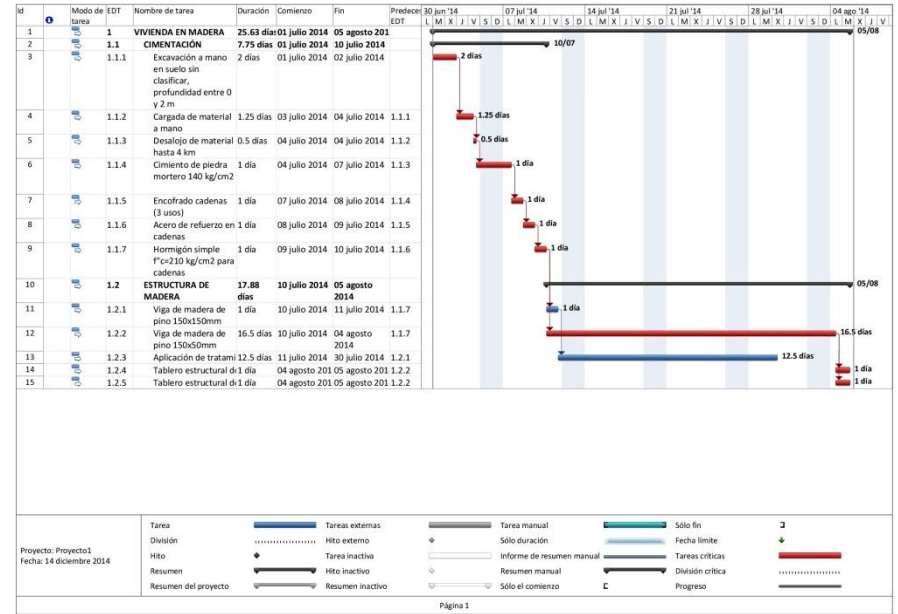 Id Modo de tarea EDT Nombre de tarea Duración Comienzo Fin Predeces EDT 30 jun '14 07 jul '14 14 jul '14 21 jul '14 28 jul '14 04 ago '14
L M X J V S D L M X J V S D L M X J V S D L M X J V S D L M X J V S D L M X J V
1 1 VIVIENDA EN MADERA 25.63 días 01 julio 2014 05 agosto 201 05/08
2 1.1 CIMENTACIÓN 7.75 días 01 julio 2014 10 julio 2014 10/07
3 1.1.1 Excavación a mano 2 días 01 julio 2014 02 julio 2014 2 días
en suelo sin
clasificar,
profundidad entre 0
y 2 m
4 1.1.2 Cargada de material 1.25 días 03 julio 2014 04 julio 2014 1.1.1 1.25 días
a mano
5 1.1.3 Desalojo de material 0.5 días 04 julio 2014 04 julio 2014 1.1.2 0.5 días
hasta 4 km
6 1.1.4 Cimiento de piedra 1 día 04 julio 2014 07 julio 2014 1.1.3 1 día
mortero 140 kg/cm2
7 1.1.5 Encofrado cadenas 1 día 07 julio 2014 08 julio 2014 1.1.4 1 día
(3 usos)
8 1.1.6 Acero de refuerzo en 1 día 08 julio 2014 09 julio 2014 1.1.5 1 día
cadenas
9 1.1.7 Hormigón simple 1 día 09 julio 2014 10 julio 2014 1.1.6 1 día
f"c=210 kg/cm2 para
cadenas
10 1.2 ESTRUCTURA DE 17.88 10 julio 2014 05 agosto 05/08
MADERA días 2014
11 1.2.1 Viga de madera de 1 día 10 julio 2014 11 julio 2014 1.1.7 1 día
pino 150x150mm
12 1.2.2 Viga de madera de 16.5 días 10 julio 2014 04 agosto 1.1.7 16.5 días
pino 150x50mm 2014
13 1.2.3 Aplicación de tratami 12.5 días 11 julio 2014 30 julio 2014 1.2.1 12.5 días
14 1.2.4 Tablero estructural d 1 día 04 agosto 201 05 agosto 201 1.2.2 1 día
15 1.2.5 Tablero estructural d 1 día 04 agosto 201 05 agosto 201 1.2.2 1 día
Proyecto: Proyecto1
Fecha: 14 diciembre 2014
Tarea Tareas externas Tarea manual Sólo fin
División Hito externo Sólo duración Fecha límite
Hito Tarea inactiva Informe de resumen manual Tareas críticas
Resumen Hito inactivo Resumen manual División crítica
Resumen del proyecto Resumen inactivo Sólo el comienzo Progreso
Página 1